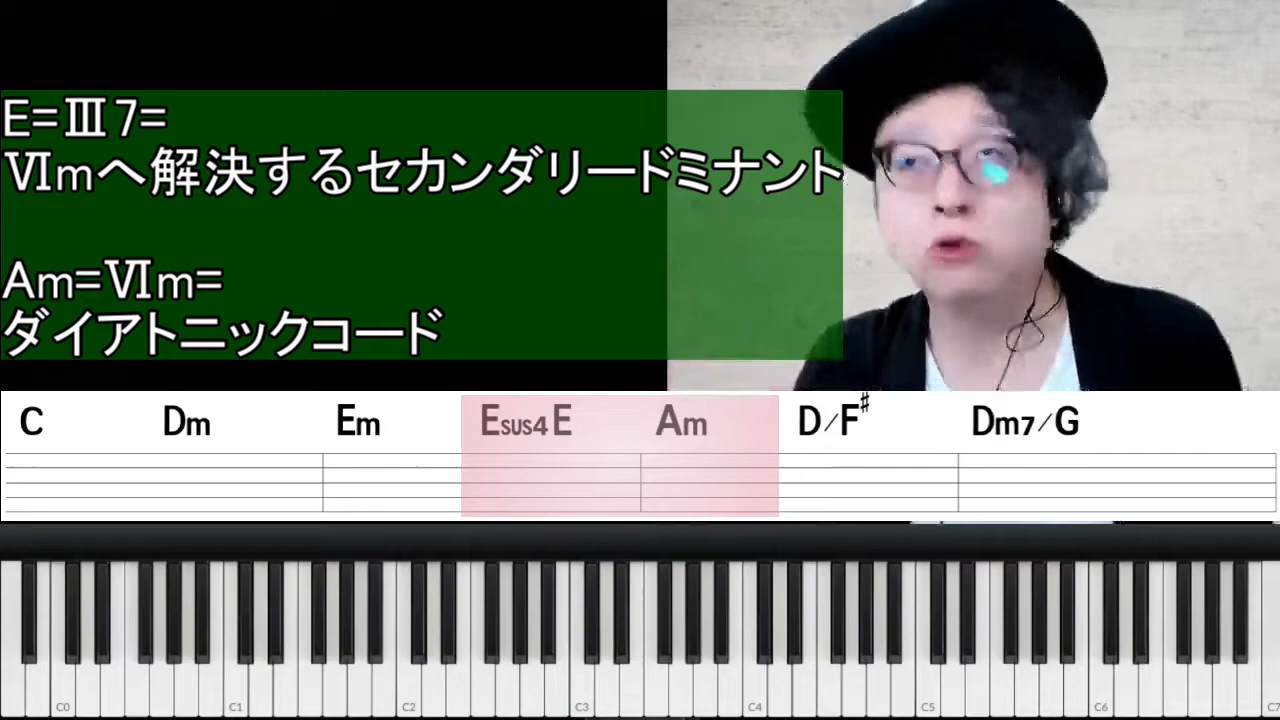 E=Ⅲ7=
Ⅵmへ解決するセカンダリードミナント
Am=Ⅵm=
ダイアトニックコード
C Dm Em Esus4 E Am D/F♯ Dm7/G
C0 C1 C2 C3 C4 C5 C6 C7